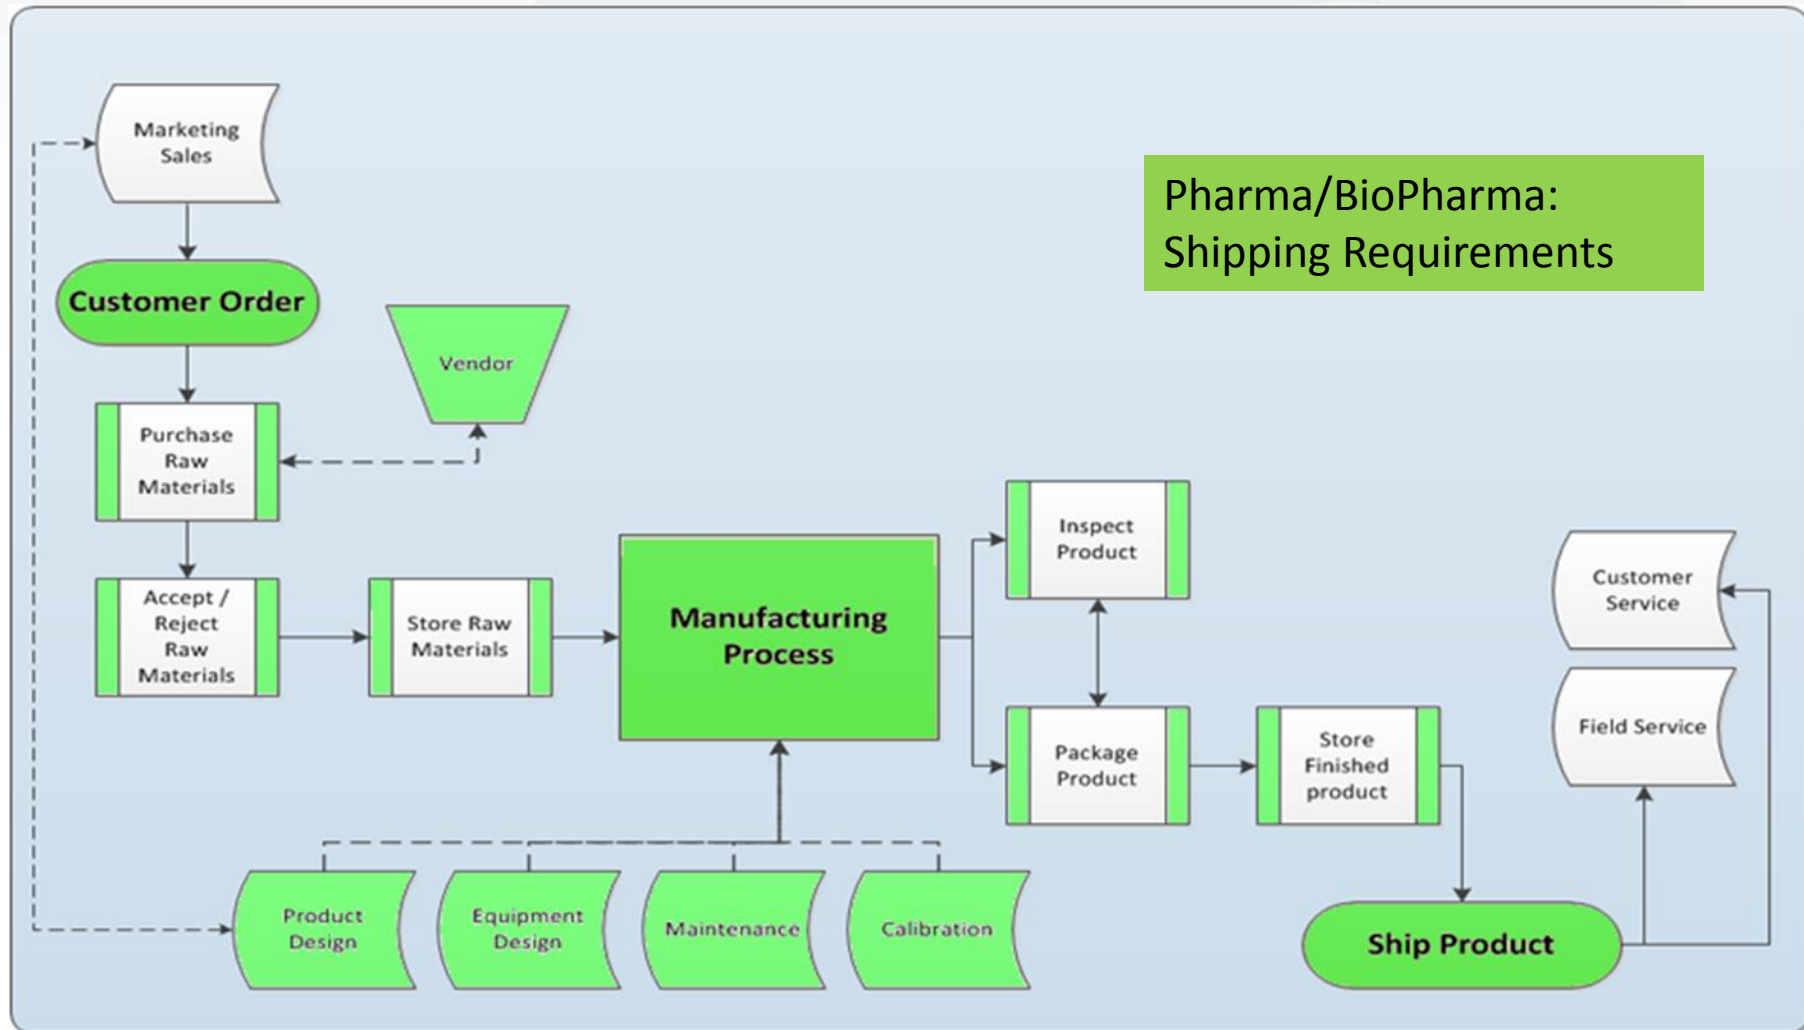 Marketing
Sales
Pharma/BioPharma:
Shipping Requirements
Customer Order
Vendor
Purchase
Raw
Materials
Accept /
Reject
Raw
Materials
Store Raw
Materials
Manufacturing
Process
Inspect
Product
Package
Product
Store
Finished
product
Customer
Service
Field Service
Product
Design
Equipment
Design
Maintenance
Calibration
Ship Product